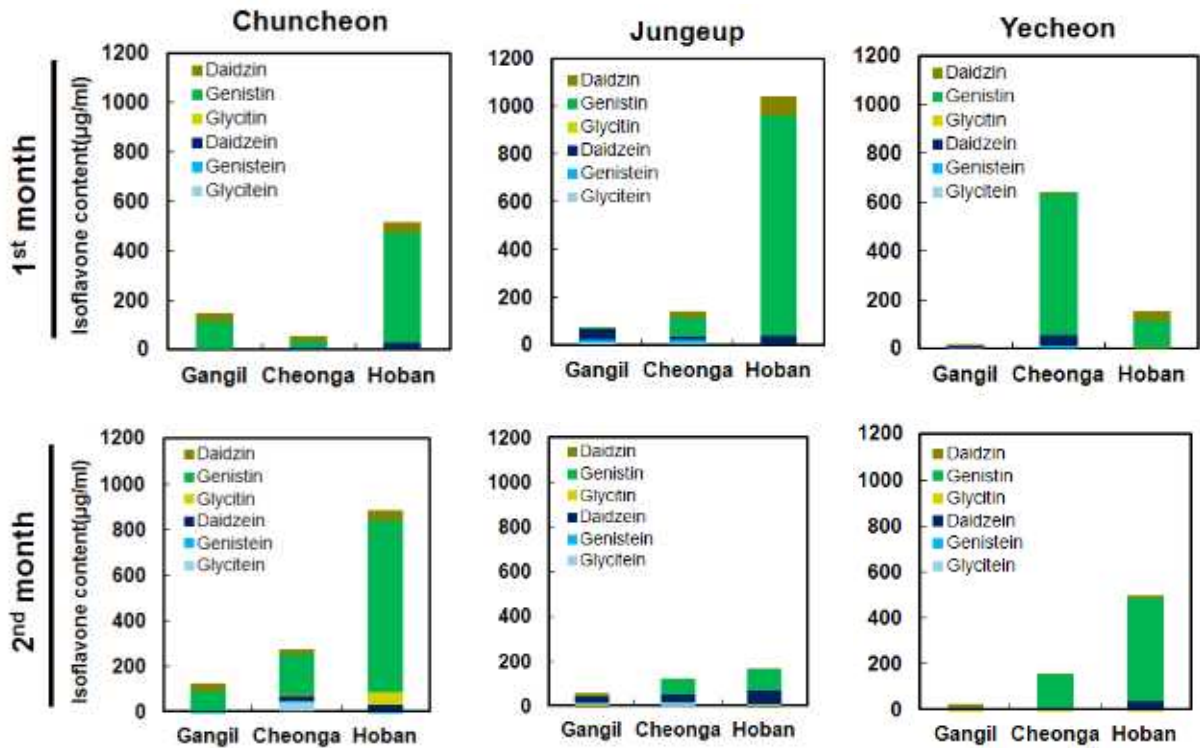 Chuncheon
Jungeup
Yecheon
1st month
Isoflavone content(µg/ml)
1200
1000
800
600
400
200
0
Daidzin
Genistin
Glycitin
Daidzein
Genistein
Glycitein
Gangil Cheonga Hoban
1200
1000
800
600
400
200
0
Daidzin
Genistin
Glycitin
Daidzein
Genistein
Glycitein
Gangil Cheonga Hoban
1200
1000
800
600
400
200
0
Daidzin
Genistin
Glycitin
Daidzein
Genistein
Glycitein
Gangil Cheonga Hoban
2nd month
Isoflavone content(µg/ml)
1200
1000
800
600
400
200
0
Daidzin
Genistin
Glycitin
Daidzein
Genistein
Glycitein
Gangil Cheonga Hoban
1200
1000
800
600
400
200
0
Daidzin
Genistin
Glycitin
Daidzein
Genistein
Glycitein
Gangil Cheonga Hoban
1200
1000
800
600
400
200
0
Daidzin
Genistin
Glycitin
Daidzein
Genistein
Glycitein
Gangil Cheonga Hoban